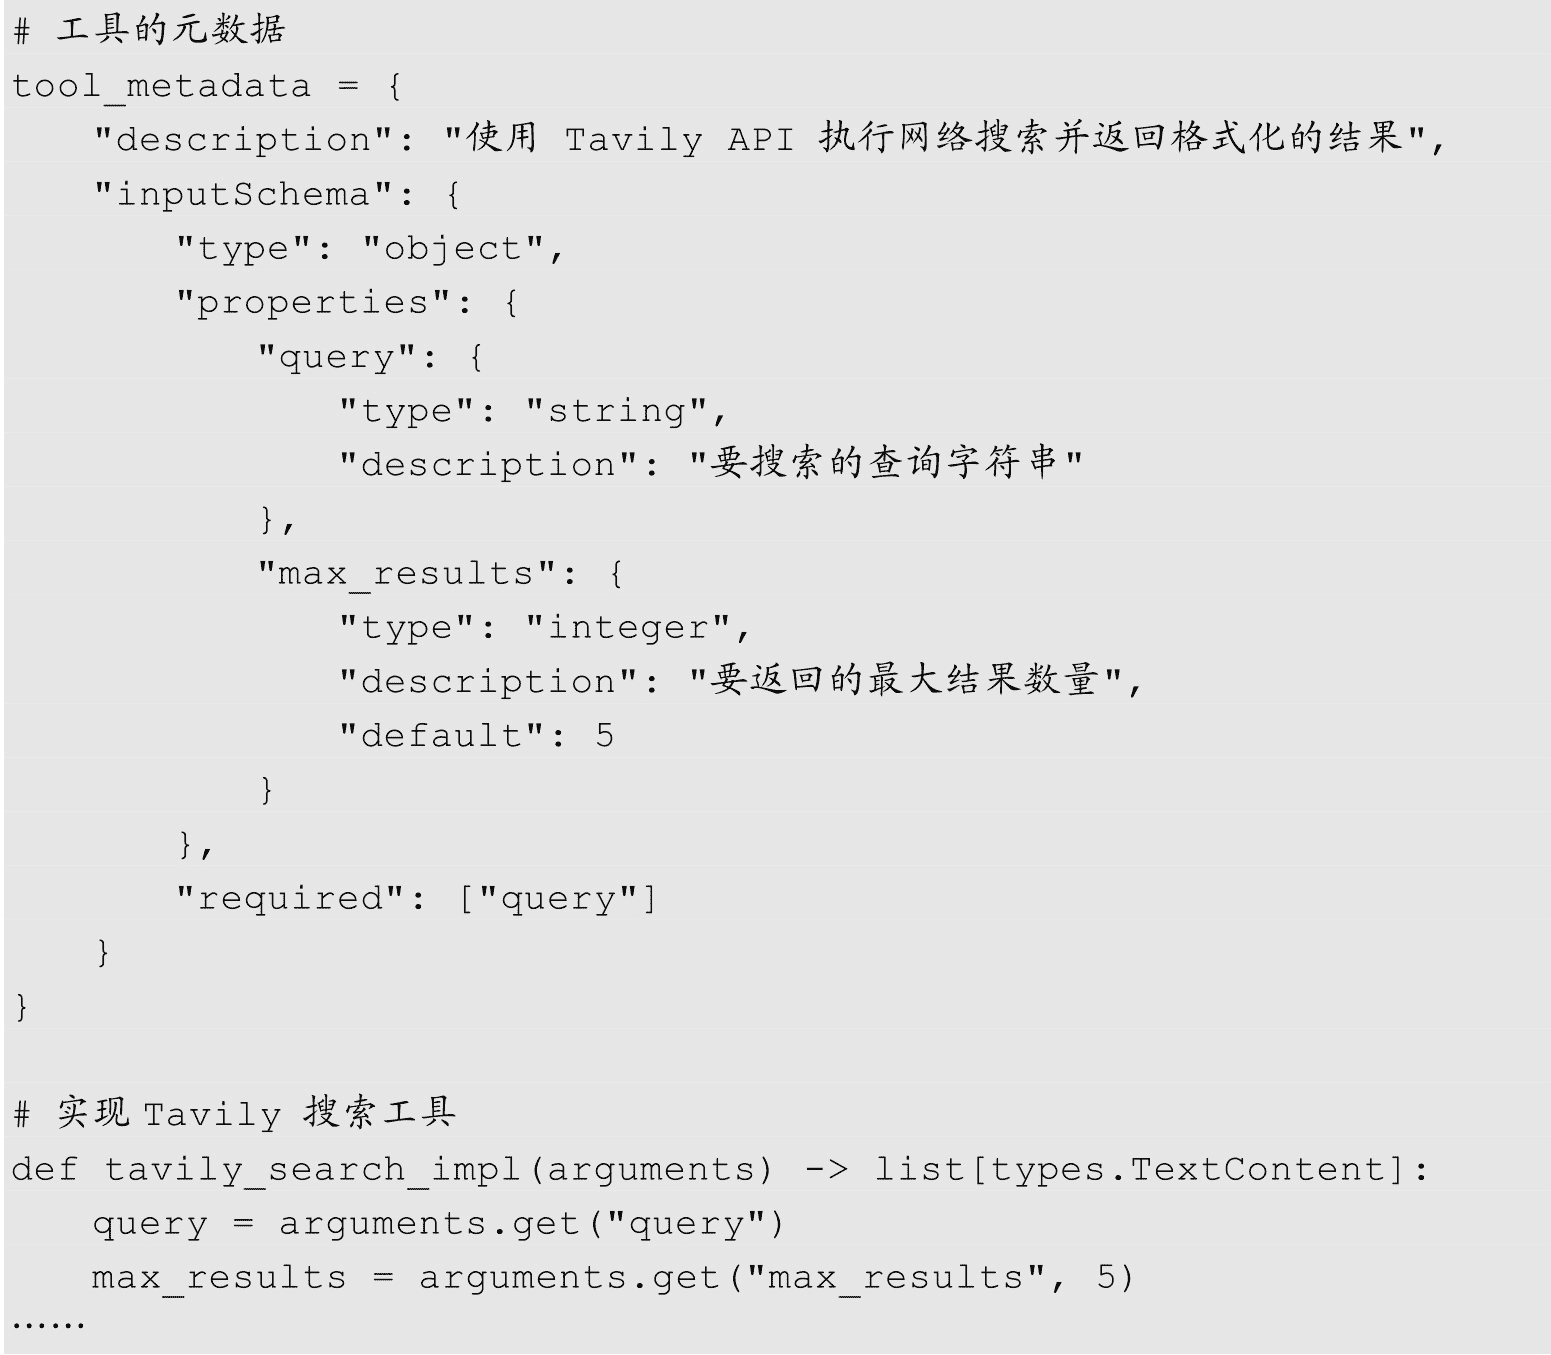 # 工具的元数据
tool_metadata = {
    "description": "使用 Tavily API 执行网络搜索并返回格式化的结果",
    "inputSchema": {
        "type": "object",
        "properties": {
            "query": {
                "type": "string",
                "description": "要搜索的查询字符串"
            },
            "max_results": {
                "type": "integer",
                "description": "要返回的最大结果数量",
                "default": 5
            }
        },
        "required": ["query"]
    }
}

# 实现 Tavily 搜索工具
def tavily_search_impl(arguments) -> list[types.TextContent]:
    query = arguments.get("query")
    max_results = arguments.get("max_results", 5)
……